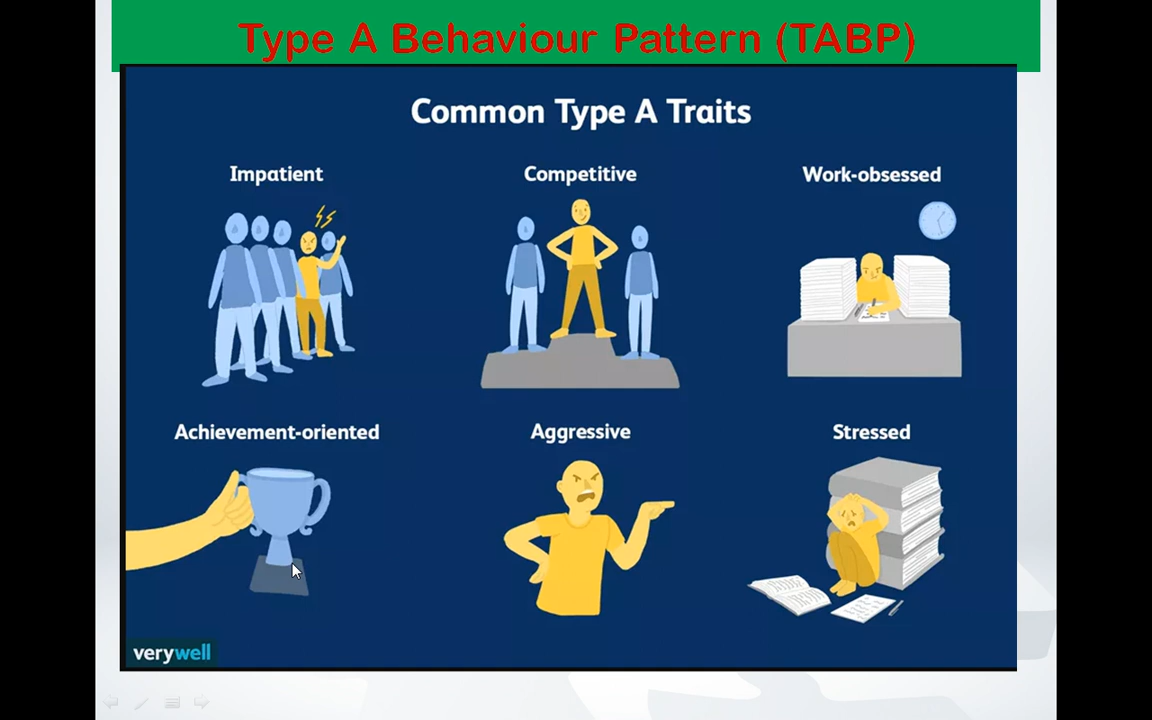 Type A Behaviour Pattern (TABP)
Common Type A Traits
Impatient
Competitive
Work-obsessed
Achievement-oriented
Aggressive
Stressed
verywell